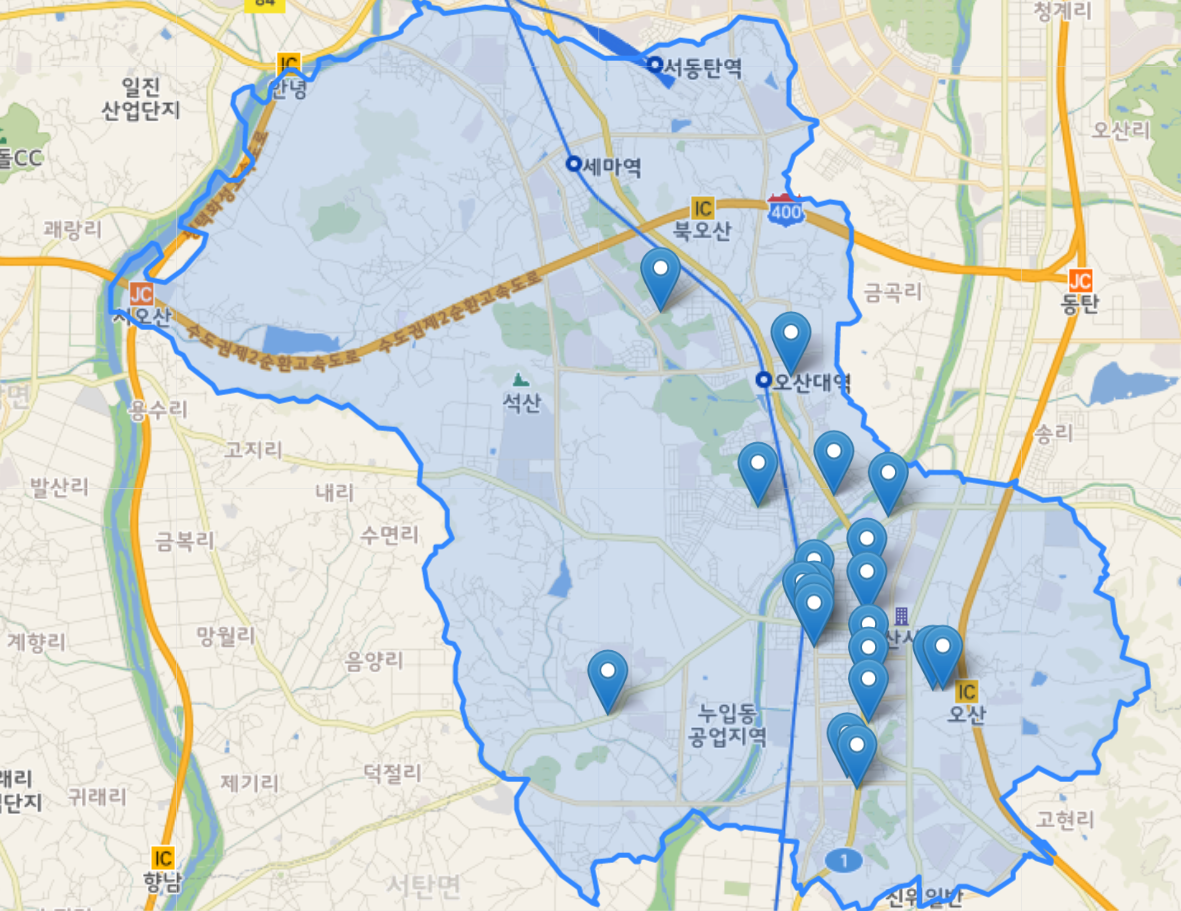 84
청계리
IC
안녕
서동탄역
일진
산업단지
오산리
돌CC
세마역
IC
북오산
400
괘랑리
금곡리
JC
동탄
JC
서오산
수도권제2순환고속도로
수도권제2순환고속도로
오산대역
석산
용수리
고지리
송리
발산리
내리
수면리
금복리
계향리
망월리
음양리
IC
오산
누읍동
공업지역
제기리
덕절리
귀래리
단지
고현리
IC
향남
1
서탄면
진위일반